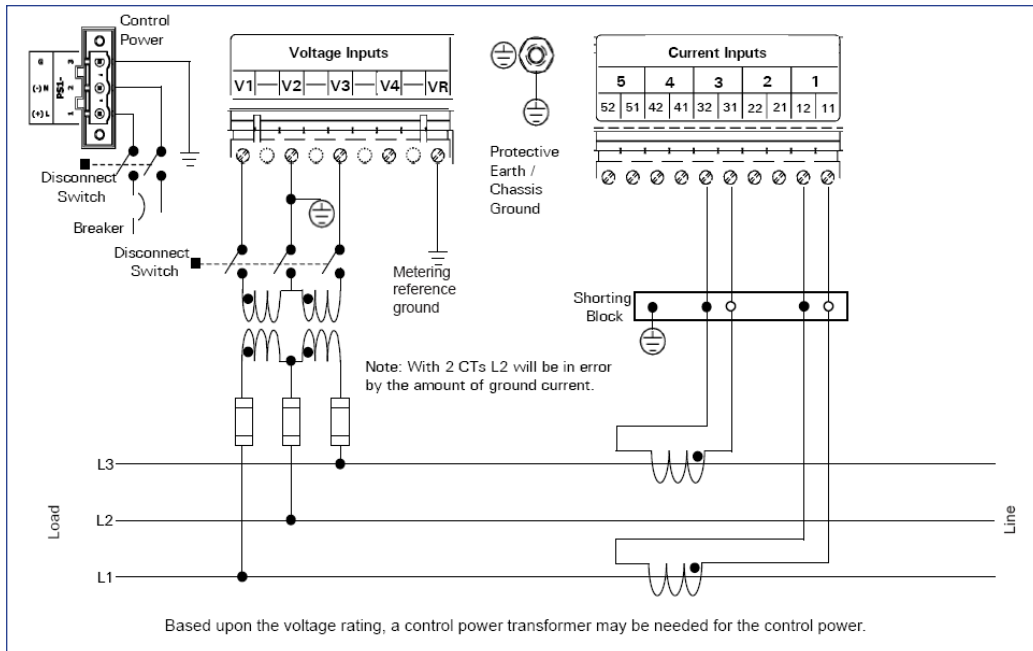 Control
Power
G
3
(-) N
2
(+) L
1
PS1-
Disconnect
Switch
Breaker
Voltage Inputs
V1 V2 V3 V4 VR
Disconnect
Switch
Metering
reference
ground
Protective
Earth /
Chassis
Ground
Current Inputs
5 4 3 2 1
52 51 42 41 32 31 22 21 12 11
Shorting
Block
Note: With 2 CTs L2 will be in error
by the amount of ground current.
L3
L2
L1
Load
Line
Based upon the voltage rating, a control power transformer may be needed for the control power.